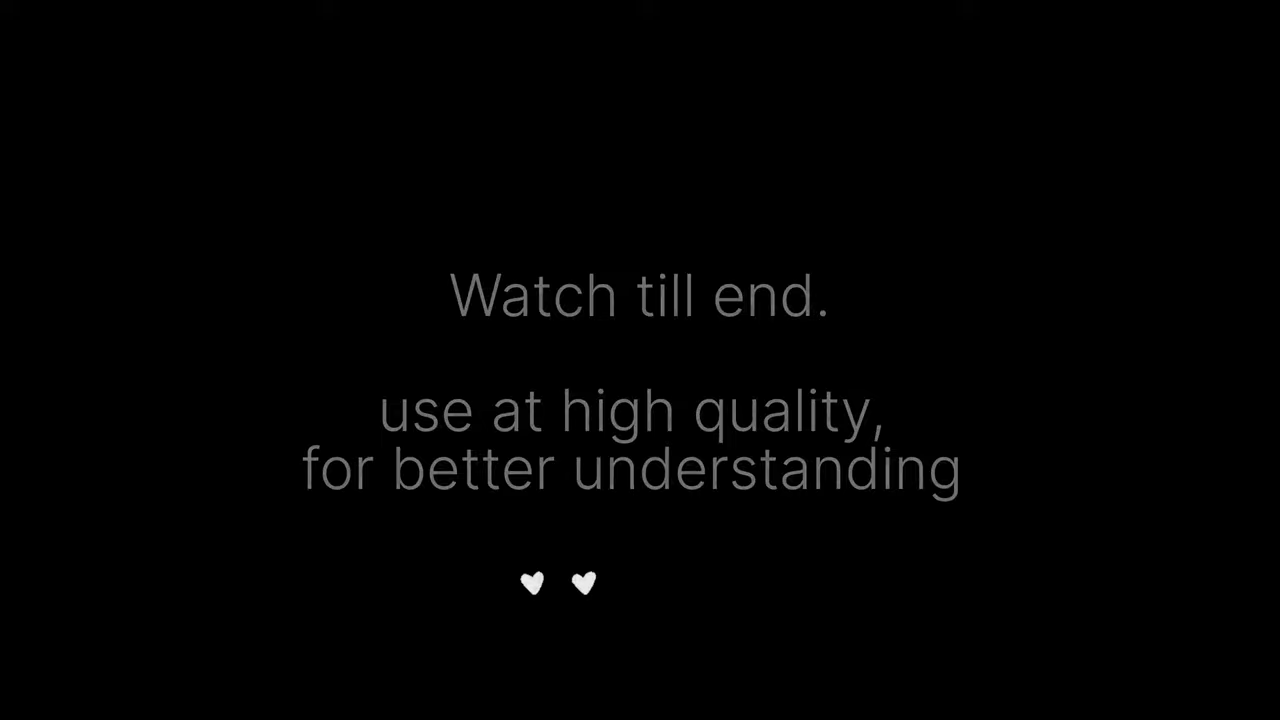 Watch till end.
use at high quality,
for better understanding